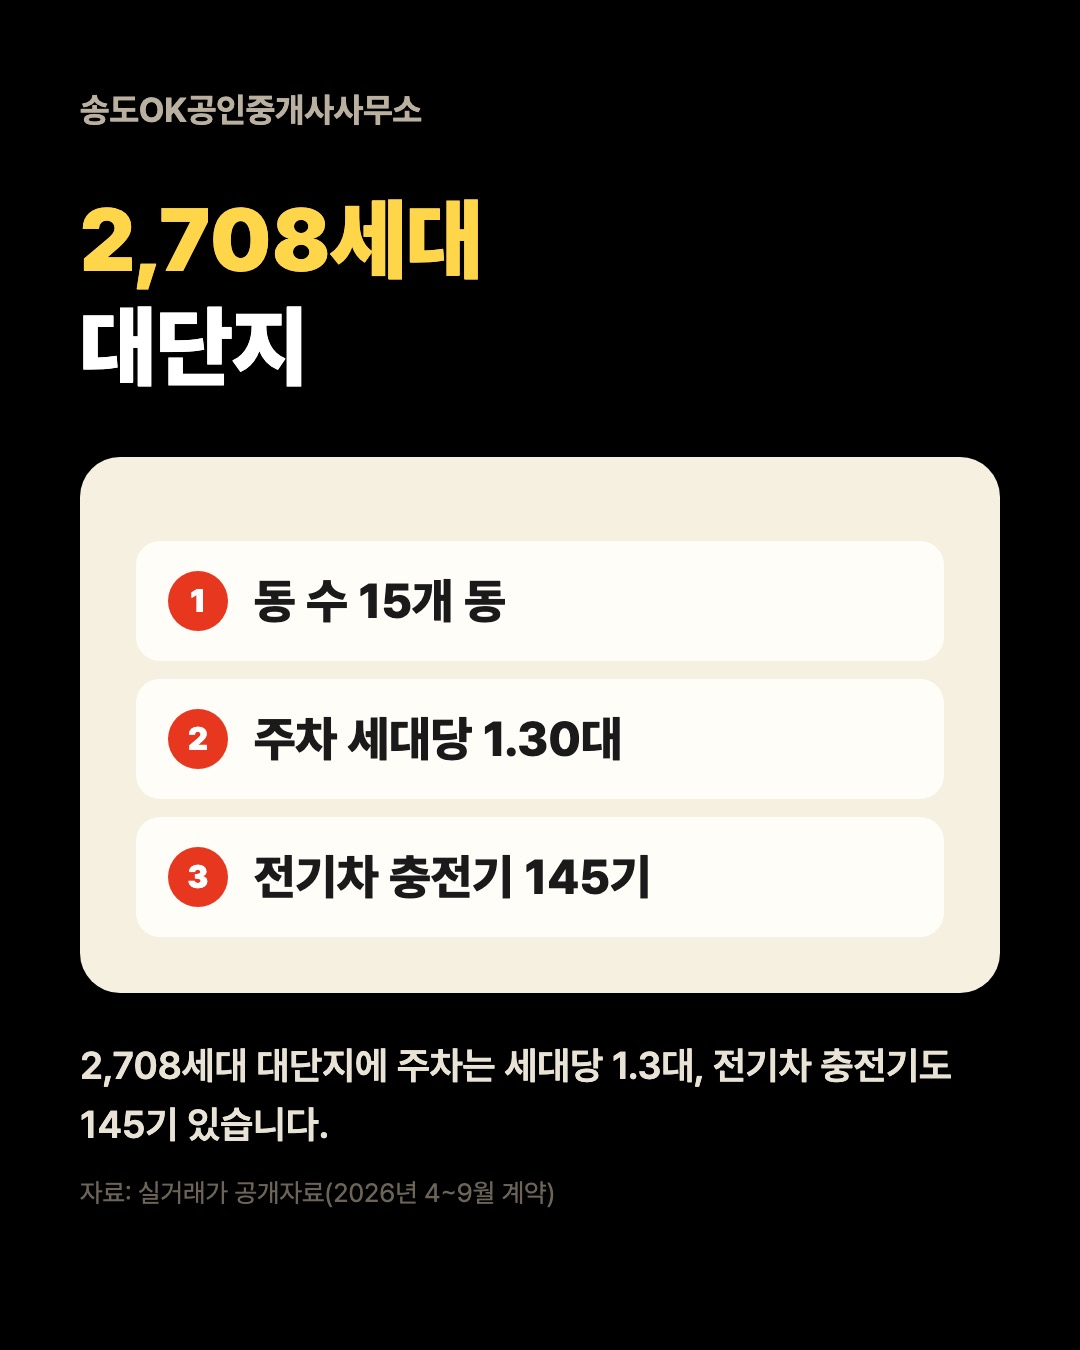 송도OK공인중개사사무소
2,708세대
대단지
1 동 수 15개 동
2 주차 세대당 1.30대
3 전기차 충전기 145기
2,708세대 대단지에 주차는 세대당 1.3대, 전기차 충전기도
145기 있습니다.
자료: 실거래가 공개자료(2026년 4~9월 계약)